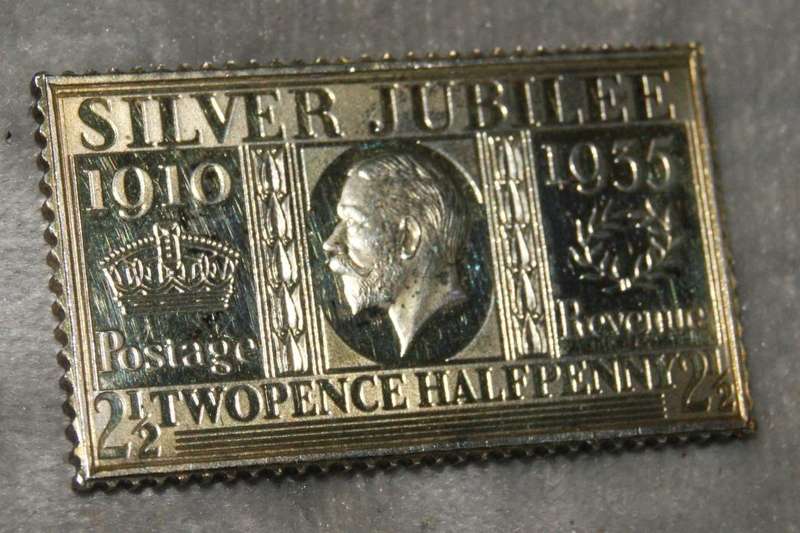 SILVER JUBILEE
1910 1935
Postage Revenue
2½ TWOPENCE HALFPENNY 2½